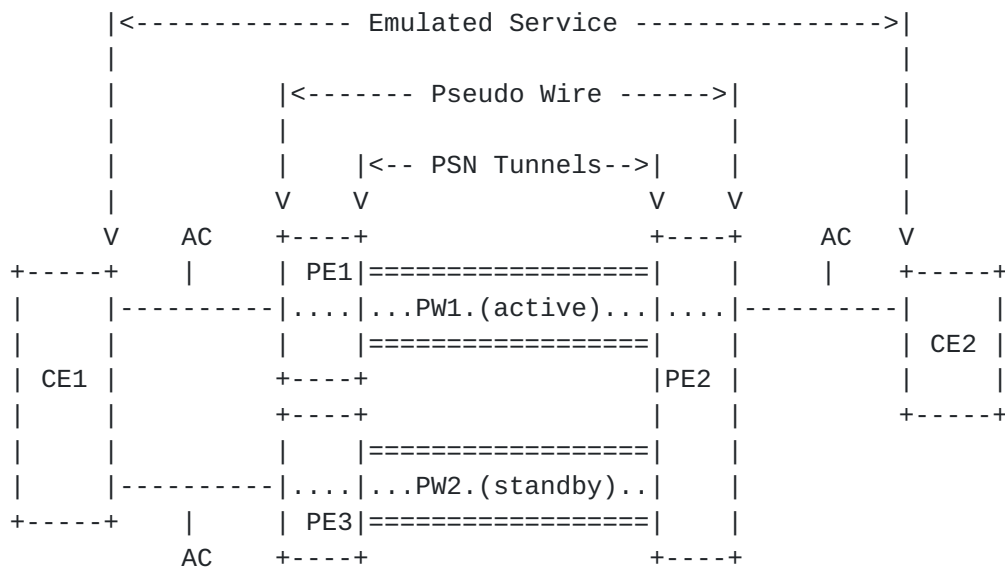 |<-------------- Emulated Service ---------------->|
|                                                  |
|          |<------- Pseudo Wire ------>|          |
|          |                            |          |
|          |    |<-- PSN Tunnels-->|    |          |
|          V    V                  V    V          |
V    AC    +----+                  +----+     AC   V
+-----+    |     | PE1|==================|    |     |    +-----+
|     |----------|....|...PW1.(active)...|....|----------|     |
|     |          |    |==================|    |          | CE2 |
| CE1 |          +----+                  |PE2 |          |     |
|     |          +----+                  |    |          +-----+
|     |          |    |==================|    |
|     |----------|....|...PW2.(standby)..|    |
+-----+    |     | PE3|==================|    |
AC    +----+                  +----+